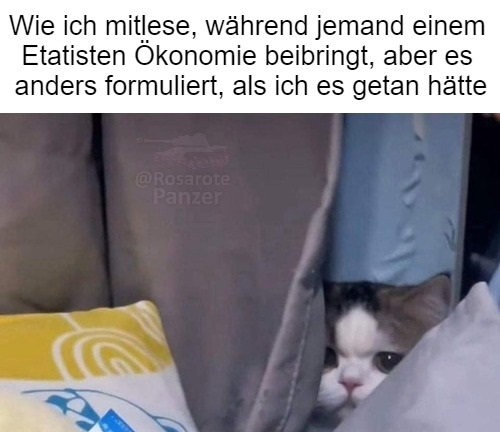 Wie ich mitlese, während jemand einem
Etatisten Ökonomie beibringt, aber es
anders formuliert, als ich es getan hätte
@Rosarote
Panzer